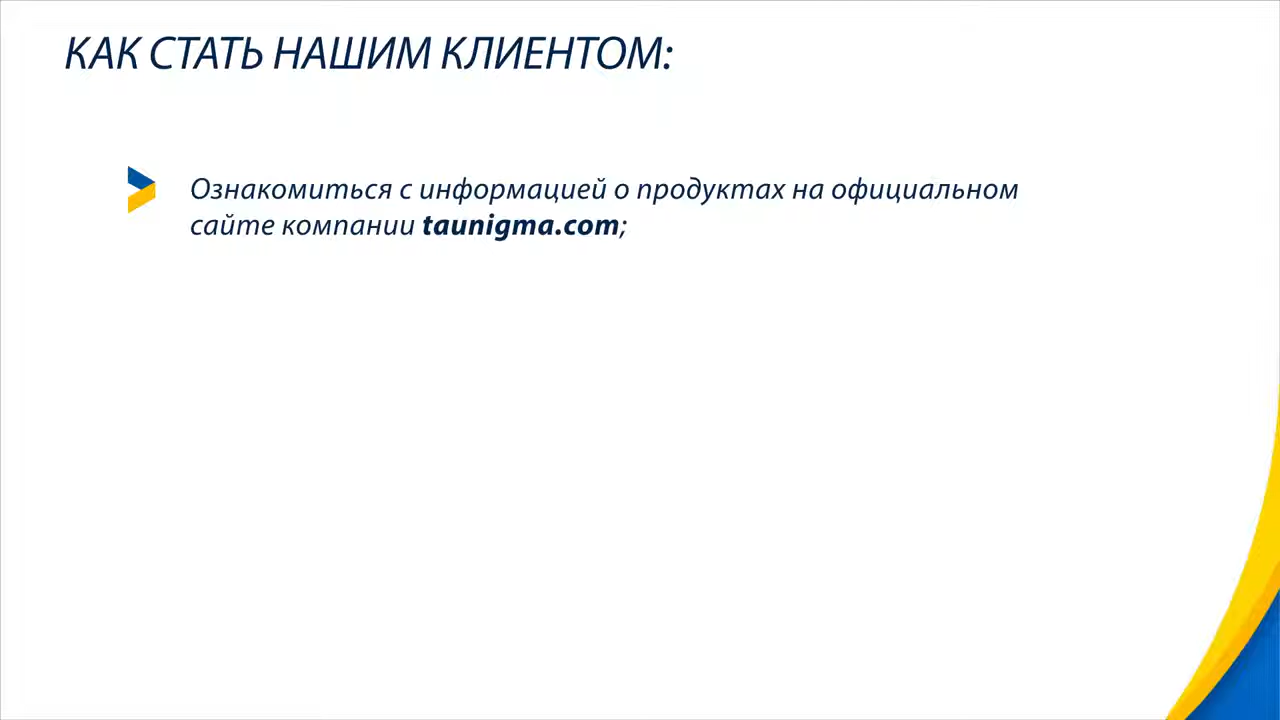 КАК СТАТЬ НАШИМ КЛИЕНТОМ:
Ознакомиться с информацией о продуктах на официальном
сайте компании taunigma.com;